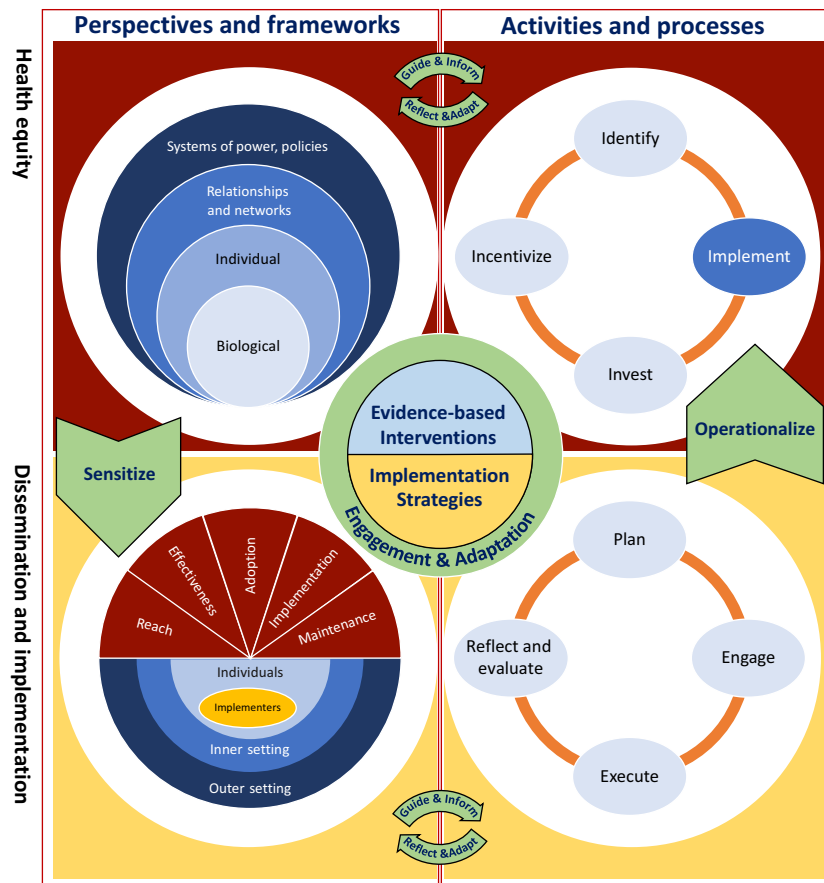 Perspectives and frameworks
Activities and processes
Health equity
Guide & Inform
Reflect &Adapt
Systems of power, policies
Relationships
and networks
Individual
Biological
Identify
Incentivize
Implement
Invest
Evidence-based
Interventions
Implementation
Strategies
Engagement & Adaptation
Sensitize
Operationalize
Dissemination and implementation
Reach
Effectiveness
Adoption
Implementation
Maintenance
Individuals
Implementers
Inner setting
Outer setting
Plan
Reflect and
evaluate
Engage
Execute
Guide & Inform
Reflect &Adapt